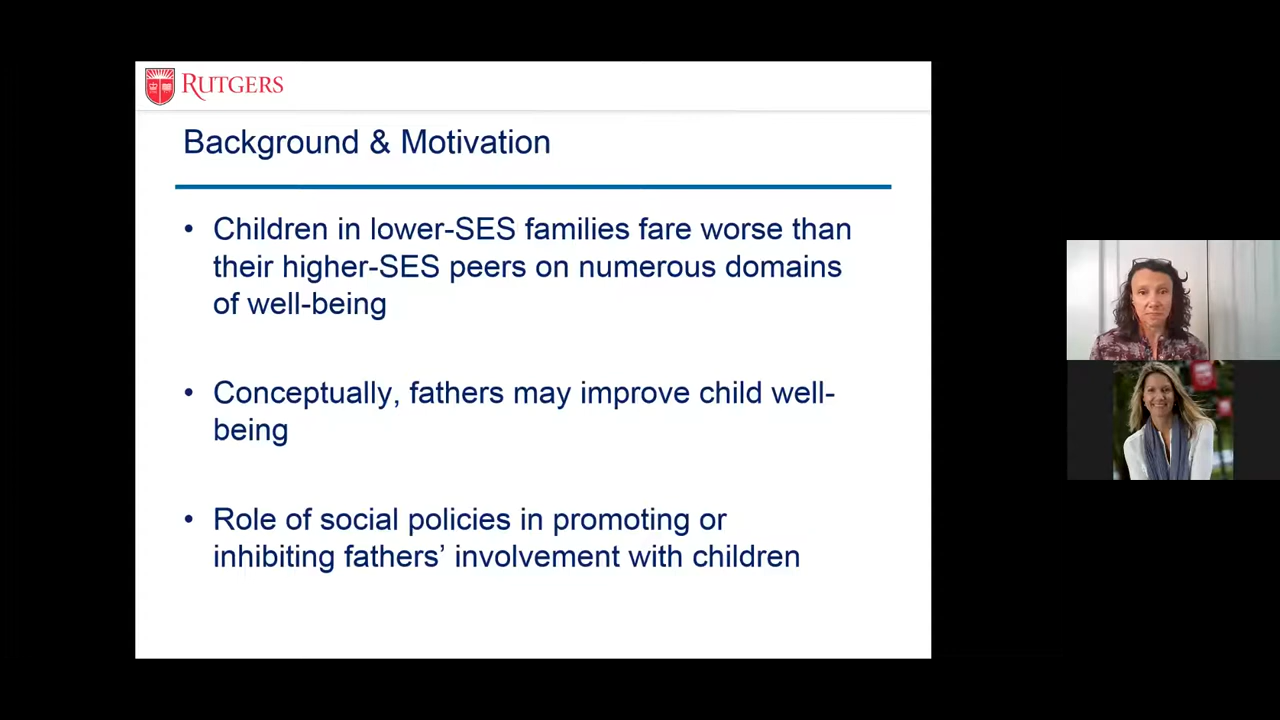 RUTGERS
Background & Motivation
• Children in lower-SES families fare worse than
their higher-SES peers on numerous domains
of well-being
• Conceptually, fathers may improve child well-
being
• Role of social policies in promoting or
inhibiting fathers’ involvement with children